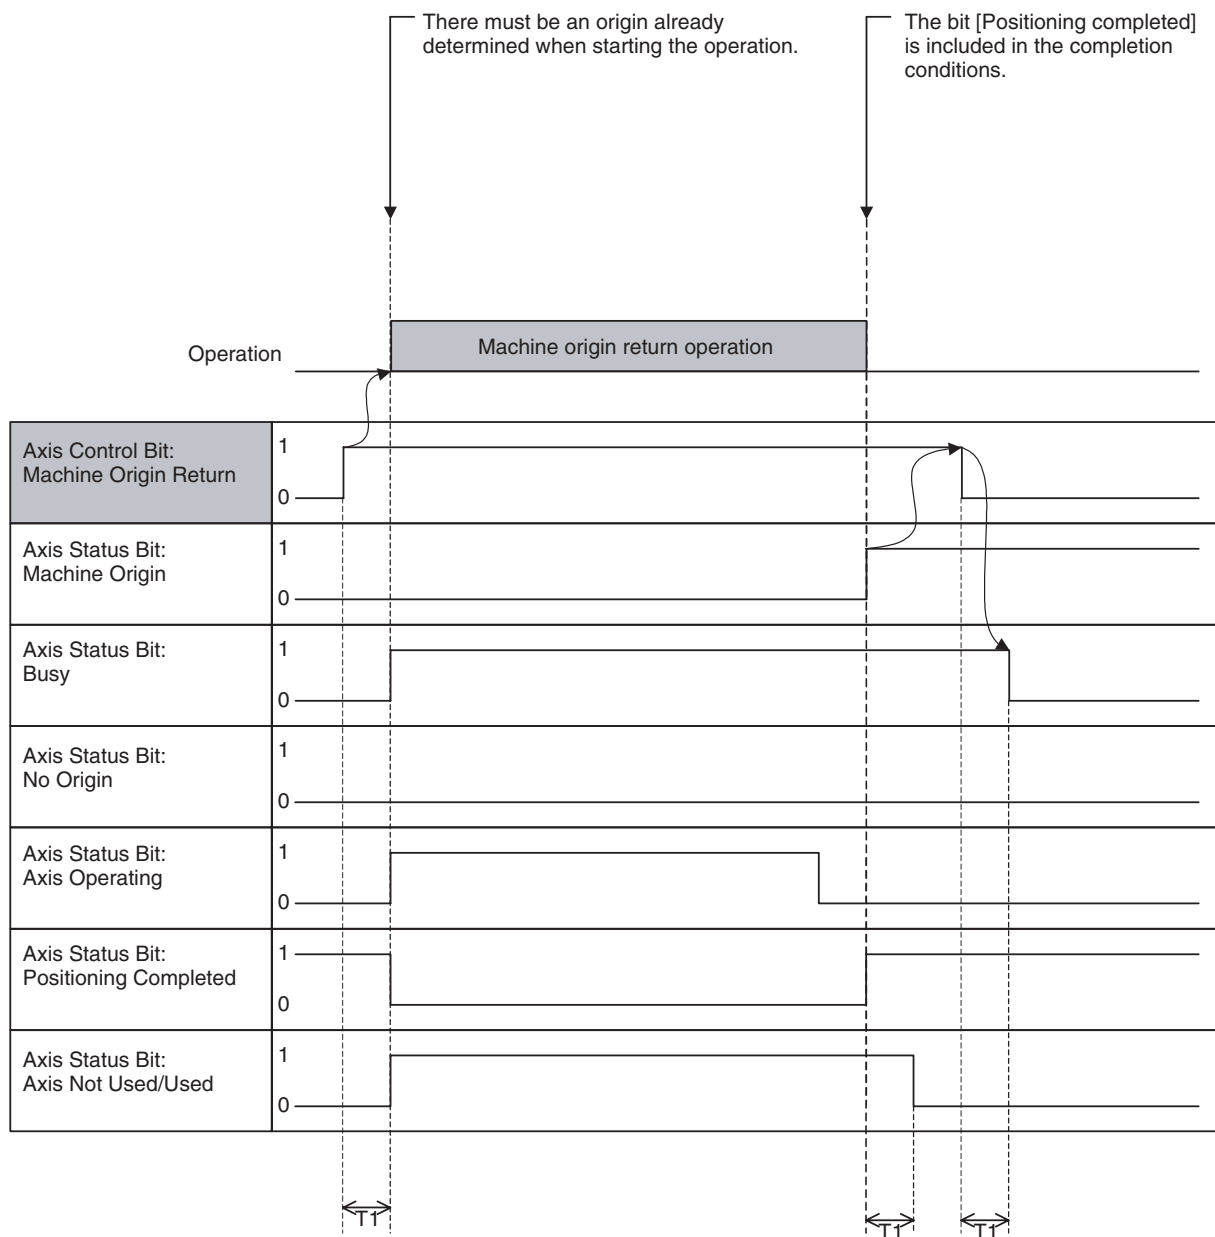 There must be an origin already
determined when starting the operation.
The bit [Positioning completed]
is included in the completion
conditions.
Operation
Machine origin return operation
Axis Control Bit:
Machine Origin Return
1
0
Axis Status Bit:
Machine Origin
1
0
Axis Status Bit:
Busy
1
0
Axis Status Bit:
No Origin
1
0
Axis Status Bit:
Axis Operating
1
0
Axis Status Bit:
Positioning Completed
1
0
Axis Status Bit:
Axis Not Used/Used
1
0
T1
T1
T1